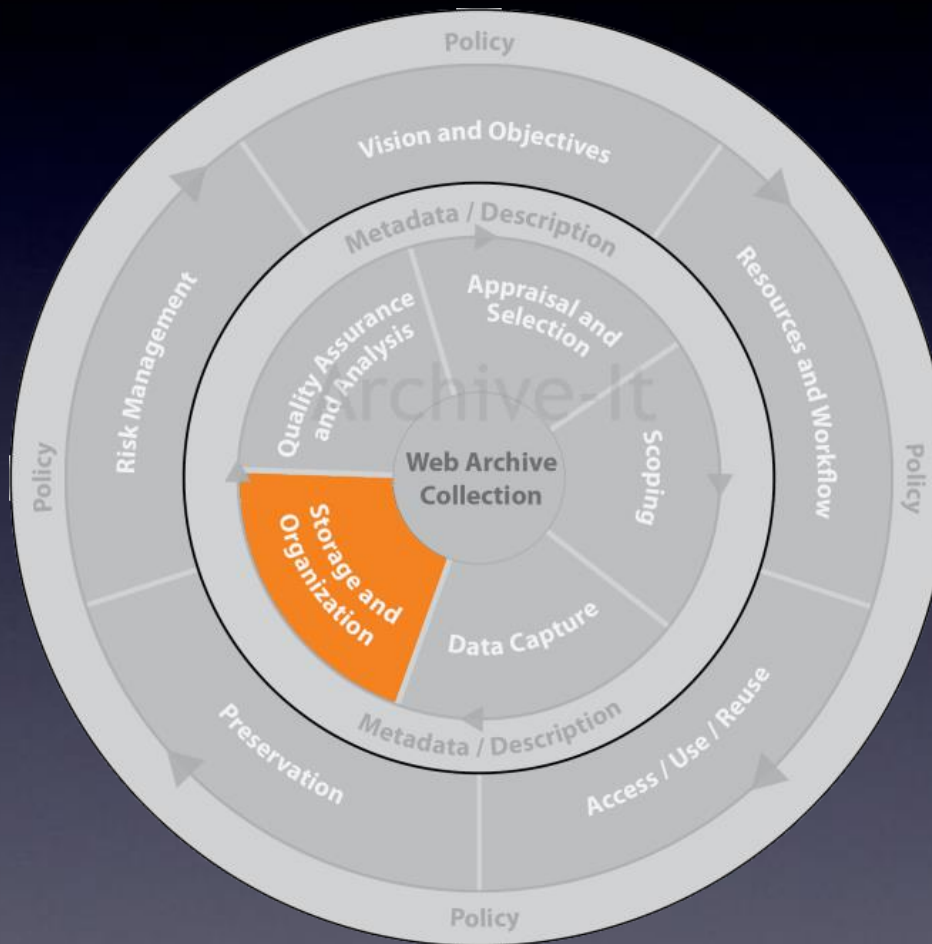 Policy
Vision and Objectives
Metadata / Description
Appraisal and
Selection
Quality Assurance
and Analysis
Risk Management
Resources and Workflow
Archive-It
Web Archive
Collection
Scoping
Policy
Policy
Storage and
Organization
Data Capture
Metadata / Description
Preservation
Access / Use / Reuse
Policy